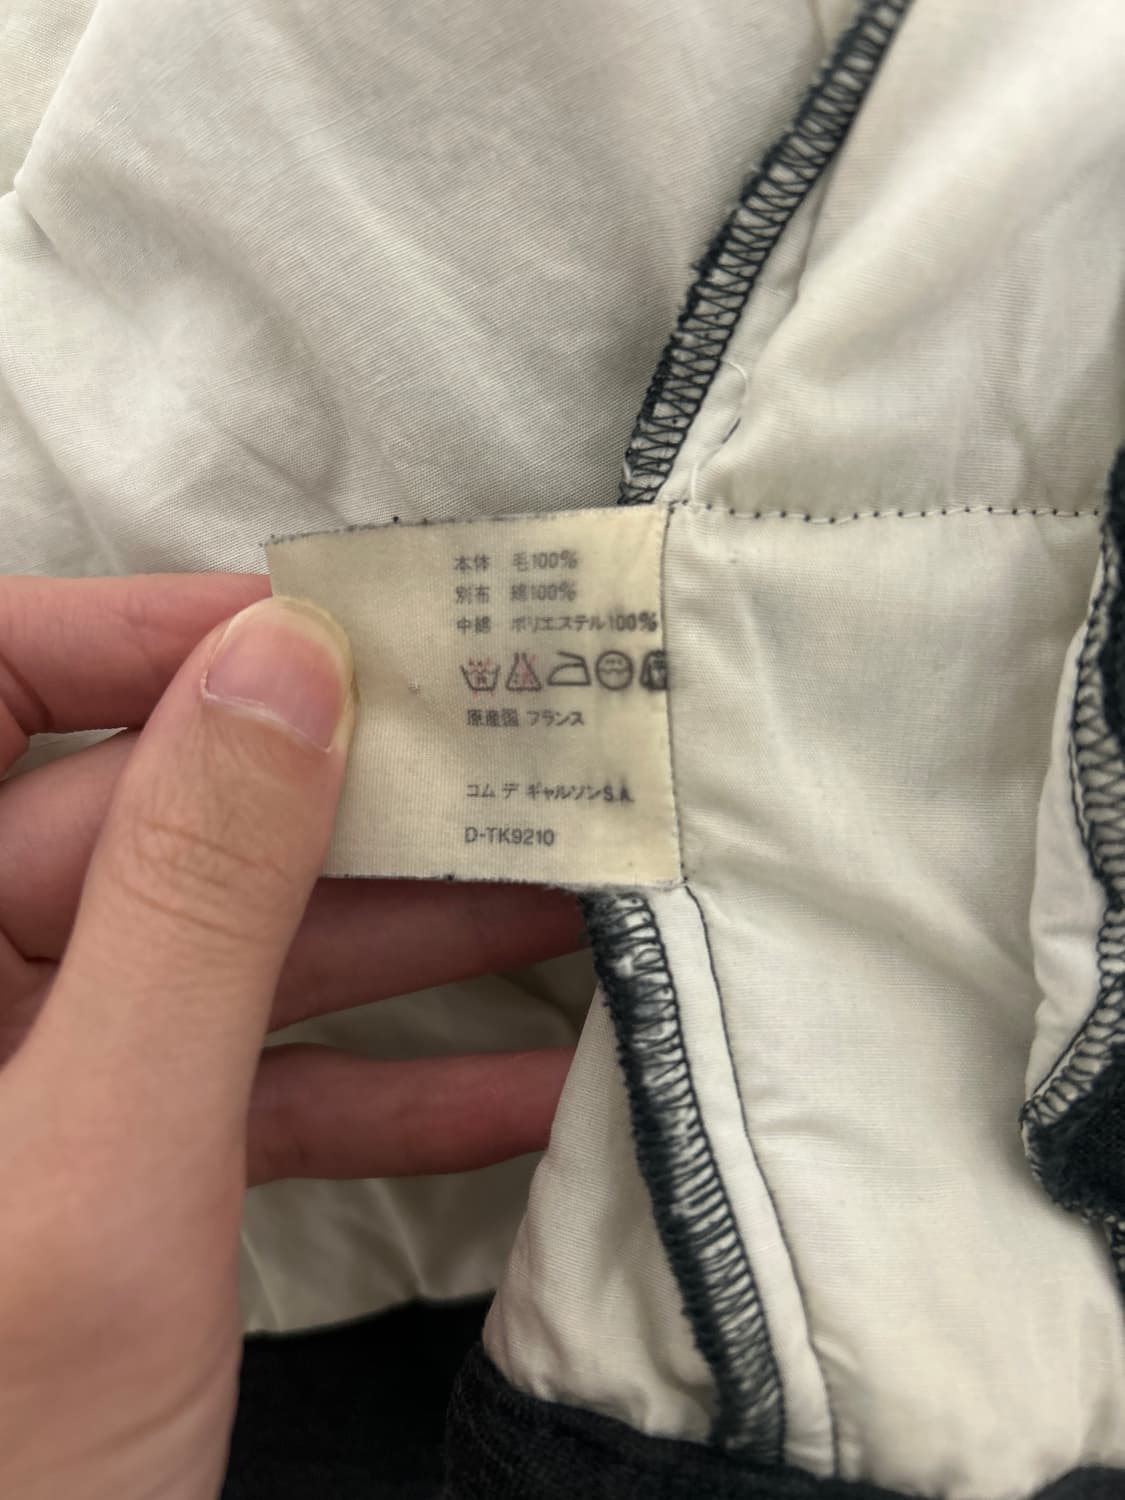 本体 毛100%
別布 綿100%
中綿 ポリエステル100%
原産国 フランス
コム デ ギャルソンS.A.
D-TK9210